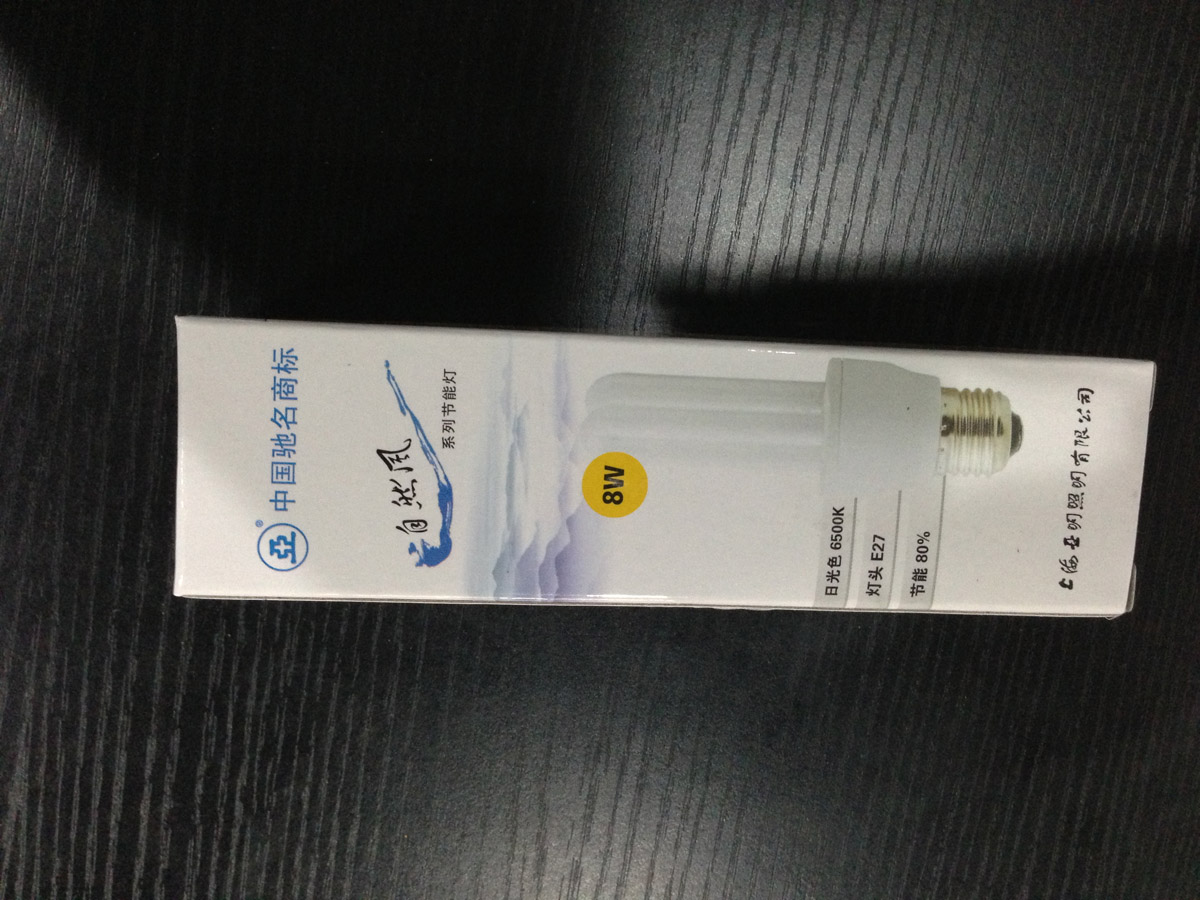 亞® 中国驰名商标
自然风
系列节能灯
8W
日光色 6500K
灯头 E27
节能 80%
上海亚明照明有限公司